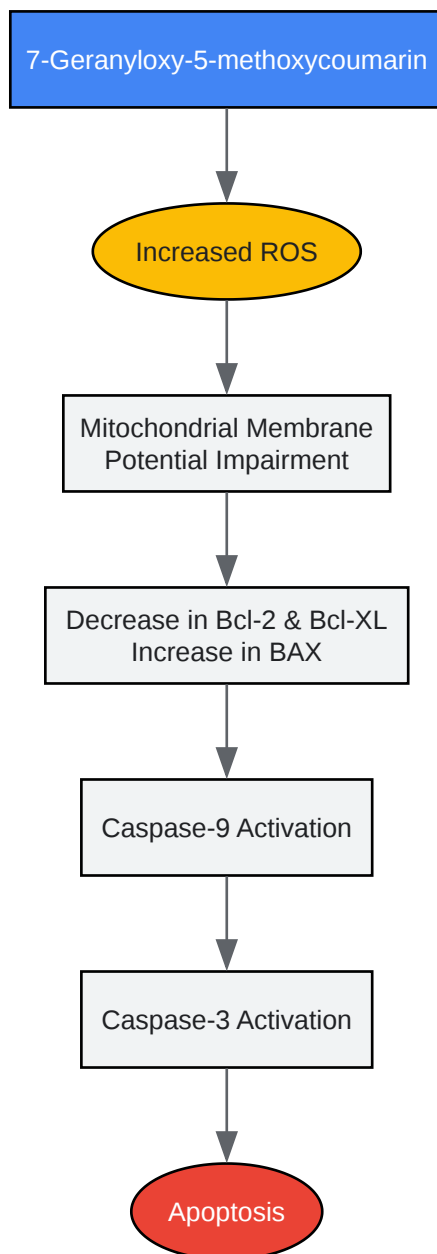 7-Geranyloxy-5-methoxycoumarin
Increased ROS
Mitochondrial Membrane
Potential Impairment
Decrease in Bcl-2 & Bcl-XL
Increase in BAX
Caspase-9 Activation
Caspase-3 Activation
Apoptosis